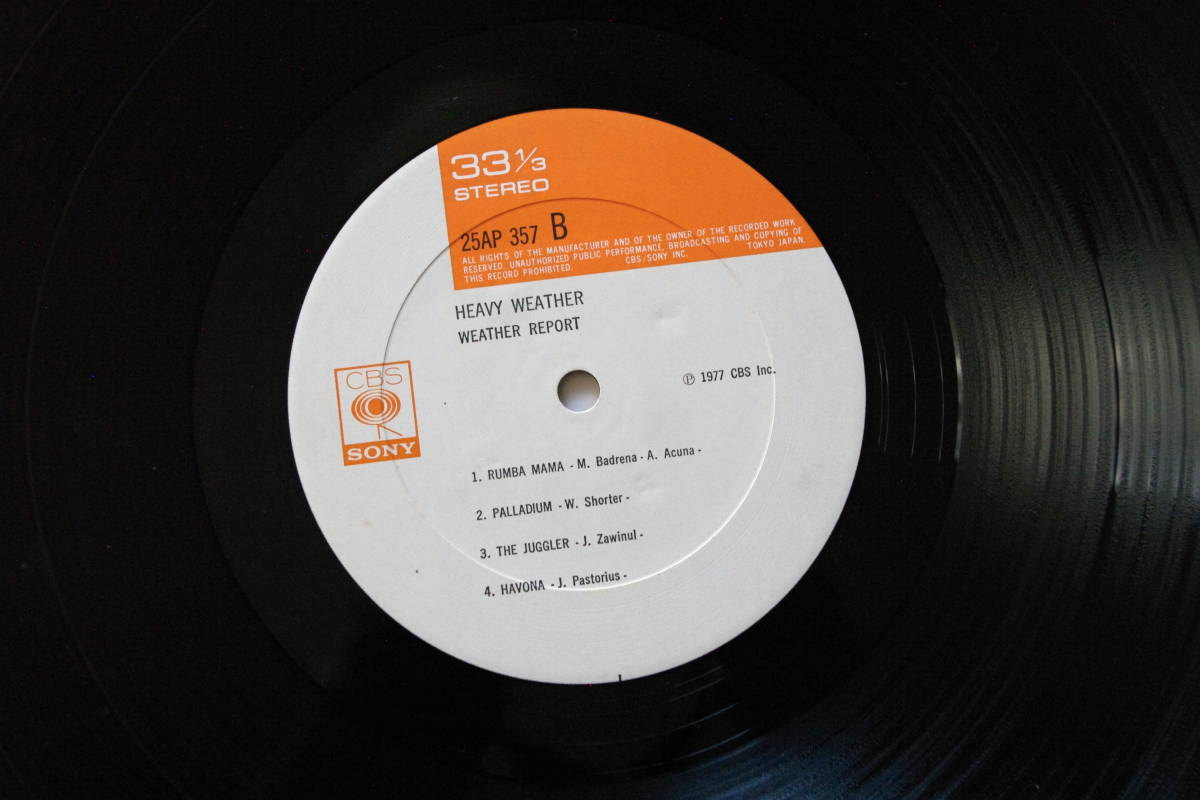 33 1/3
STEREO
25AP 357 B
ALL RIGHTS OF THE MANUFACTURER AND OF THE OWNER OF THE RECORDED WORK
RESERVED. UNAUTHORIZED PUBLIC PERFORMANCE, BROADCASTING AND COPYING OF
THIS RECORD PROHIBITED. CBS/SONY INC. TOKYO JAPAN.
HEAVY WEATHER
WEATHER REPORT
CBS
SONY
℗ 1977 CBS Inc.
1. RUMBA MAMA - M. Badrena - A. Acuna -
2. PALLADIUM - W. Shorter -
3. THE JUGGLER - J. Zawinul -
4. HAVONA - J. Pastorius -